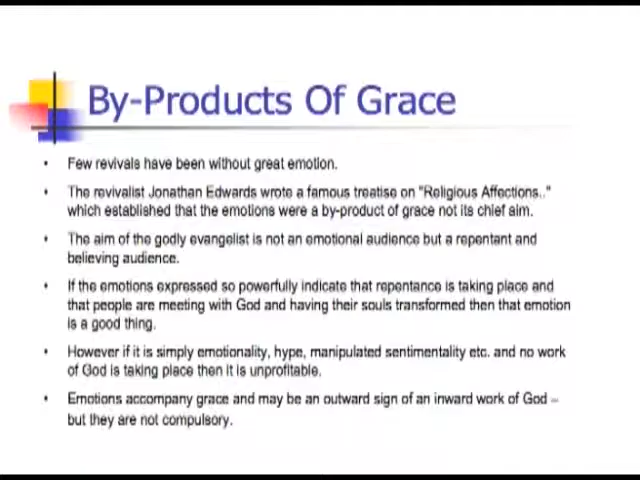 By-Products Of Grace
• Few revivals have been without great emotion.
• The revivalist Jonathan Edwards wrote a famous treatise on "Religious Affections.."
which established that the emotions were a by-product of grace not its chief aim.
• The aim of the godly evangelist is not an emotional audience but a repentant and
believing audience.
• If the emotions expressed so powerfully indicate that repentance is taking place and
that people are meeting with God and having their souls transformed then that emotion
is a good thing.
• However if it is simply emotionality, hype, manipulated sentimentality etc. and no work
of God is taking place then it is unprofitable.
• Emotions accompany grace and may be an outward sign of an inward work of God –
but they are not compulsory.